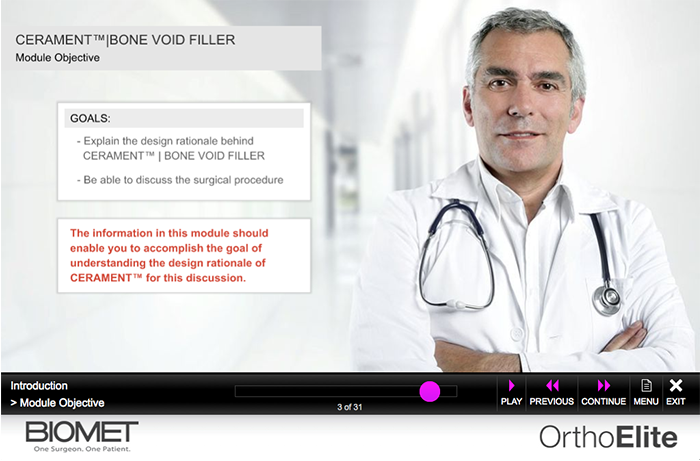 CERAMENT™|BONE VOID FILLER
Module Objective
GOALS:
- Explain the design rationale behind
CERAMENT™ | BONE VOID FILLER
- Be able to discuss the surgical procedure
The information in this module should
enable you to accomplish the goal of
understanding the design rationale of
CERAMENT™ for this discussion.
Introduction
> Module Objective
3 of 31
PLAY
PREVIOUS
CONTINUE
MENU
EXIT
BIOMET
One Surgeon. One Patient.
OrthoElite